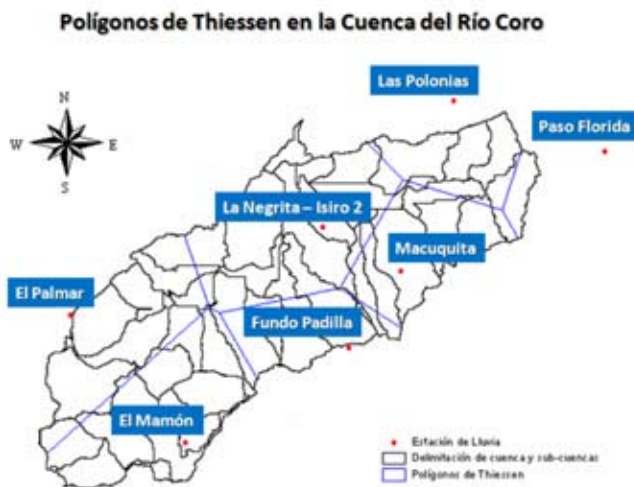 Polígonos de Thiessen en la Cuenca del Río Coro
Las Polonias
N
Paso Florida
W E
S
La Negrita – Isiro 2
Macuquita
El Palmar
Fundo Padilla
El Mamón
Estación de Lluvia
Delimitación de cuenca y sub-cuencas
Polígonos de Thiessen